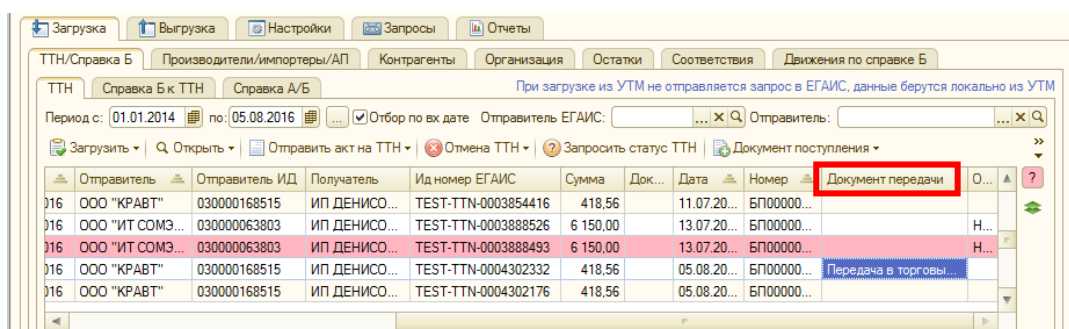 Загрузка Выгрузка Настройки Запросы Отчеты
ТТН/Справка Б Производители/импортеры/АП Контрагенты Организация Остатки Соответствия Движения по справке Б
ТТН Справка Б к ТТН Справка А/Б При загрузке из УТМ не отправляется запрос в ЕГАИС, данные берутся локально из УТМ
Период с: 01.01.2014 по: 05.08.2016 ... Отбор по вх дате Отправитель ЕГАИС: ... Отправитель: ...
Загрузить Открыть Отправить акт на ТТН Отмена ТТН Запросить статус ТТН Документ поступления
Отправитель Отправитель ИД Получатель Ид номер ЕГАИС Сумма Док... Дата Номер Документ передачи О... ?
016 ООО "КРАВТ" 030000168515 ИП ДЕНИСО... TEST-TTN-0003854416 418,56 11.07.20... БП00000...
016 ООО "ИТ СОМЭ... 030000063803 ИП ДЕНИСО... TEST-TTN-0003888526 6 150,00 13.07.20... БП00000... Н...
016 ООО "ИТ СОМЭ... 030000063803 ИП ДЕНИСО... TEST-TTN-0003888493 6 150,00 13.07.20... БП00000... Н...
016 ООО "КРАВТ" 030000168515 ИП ДЕНИСО... TEST-TTN-0004302332 418,56 05.08.20... БП00000... Передача в торговы...
016 ООО "КРАВТ" 030000168515 ИП ДЕНИСО... TEST-TTN-0004302176 418,56 05.08.20... БП00000...